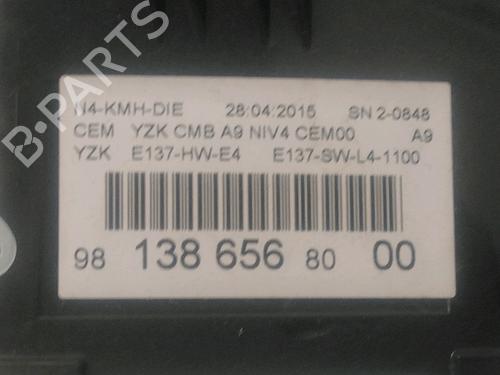 N4-KMH-DIE 28:04:2015 SN 2-0848
CEM YZK CMB A9 NIV4 CEM00 A9
YZK E137-HW-E4 E137-SW-L4-1100
98 138 656 80 00